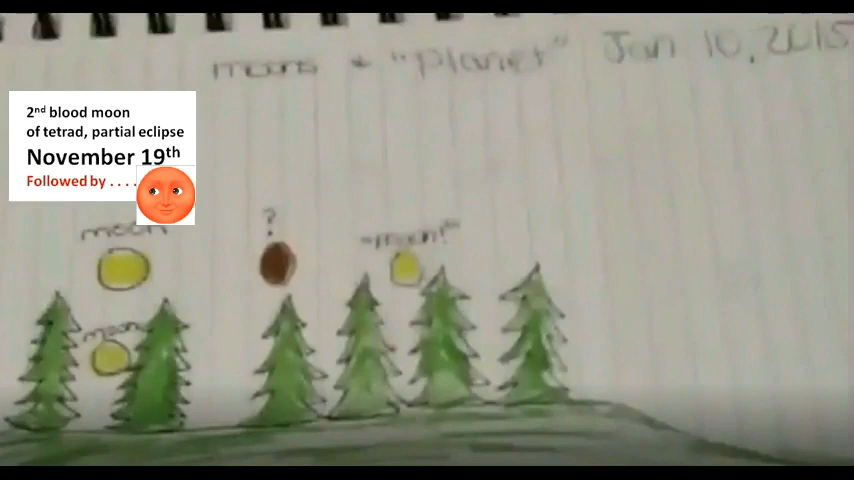 moons + "planet" Jan 10, 2015
2nd blood moon
of tetrad, partial eclipse
November 19th
Followed by . . . .
moon
?
"moon?"
moon